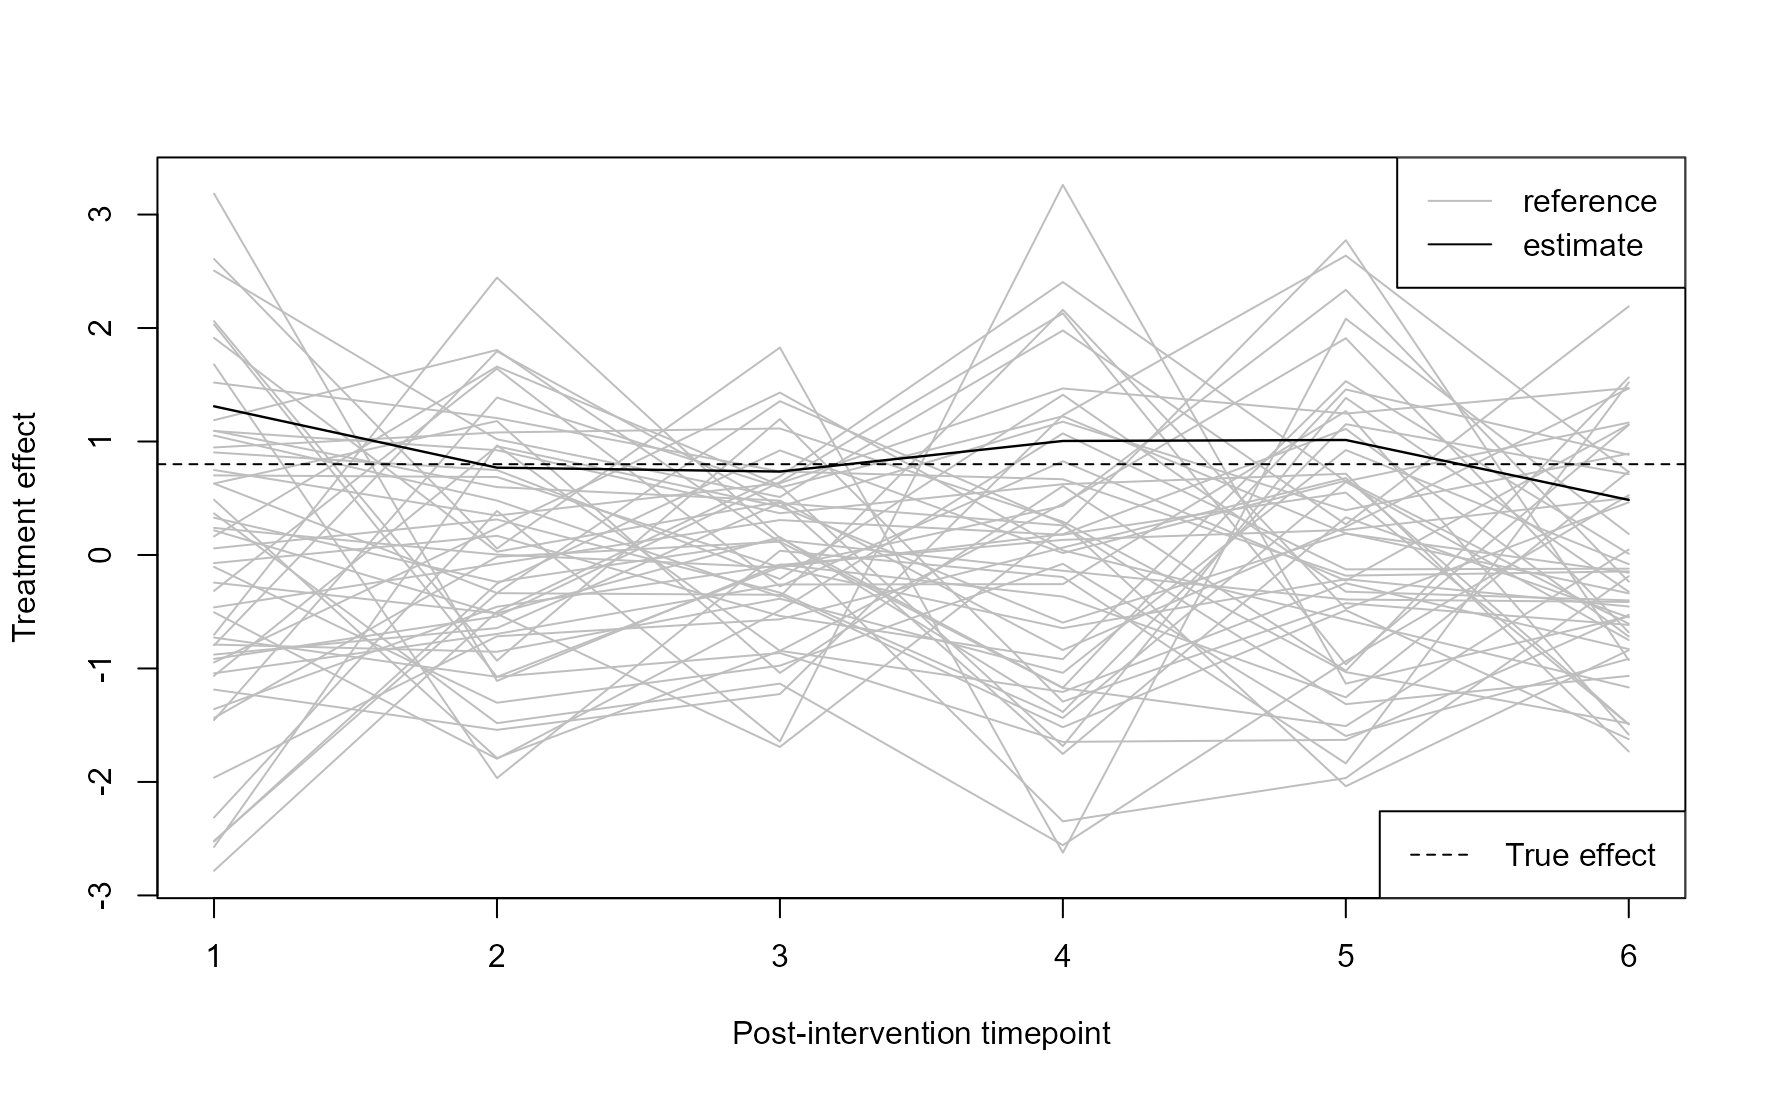 reference
estimate
True effect
Treatment effect
3
2
1
0
-1
-2
-3
1 2 3 4 5 6
Post-intervention timepoint